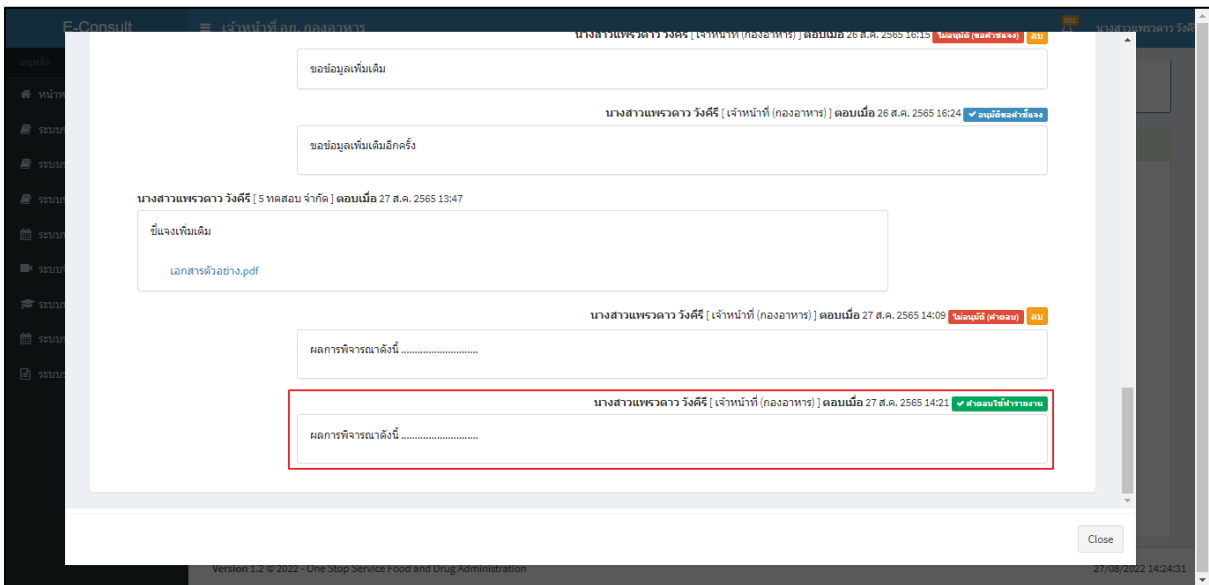 E-Consult
เจ้าหน้าที่ อย. กองอาหาร
851
นางสาวแพรวดาว วังคีรี
เมนูหลัก
นางสาวแพรวดาว วังคีรี [ เจ้าหน้าที่ (กองอาหาร) ] ตอบเมื่อ 26 ส.ค. 2565 16:15 ไม่อนุมัติ (ขอคำชี้แจง) ลบ
ขอข้อมูลเพิ่มเติม
นางสาวแพรวดาว วังคีรี [ เจ้าหน้าที่ (กองอาหาร) ] ตอบเมื่อ 26 ส.ค. 2565 16:24 อนุมัติขอคำชี้แจง
ขอข้อมูลเพิ่มเติมอีกครั้ง
นางสาวแพรวดาว วังคีรี [ 5 ทดสอบ จำกัด ] ตอบเมื่อ 27 ส.ค. 2565 13:47
ชี้แจงเพิ่มเติม
เอกสารตัวอย่าง.pdf
นางสาวแพรวดาว วังคีรี [ เจ้าหน้าที่ (กองอาหาร) ] ตอบเมื่อ 27 ส.ค. 2565 14:09 ไม่อนุมัติ (คำตอบ) ลบ
ผลการพิจารณาดังนี้ ............................
นางสาวแพรวดาว วังคีรี [ เจ้าหน้าที่ (กองอาหาร) ] ตอบเมื่อ 27 ส.ค. 2565 14:21 คำตอบใช้ทำรายงาน
ผลการพิจารณาดังนี้ ............................
Close
Version 1.2 © 2022 - One Stop Service Food and Drug Administration
27/08/2022 14:24:31